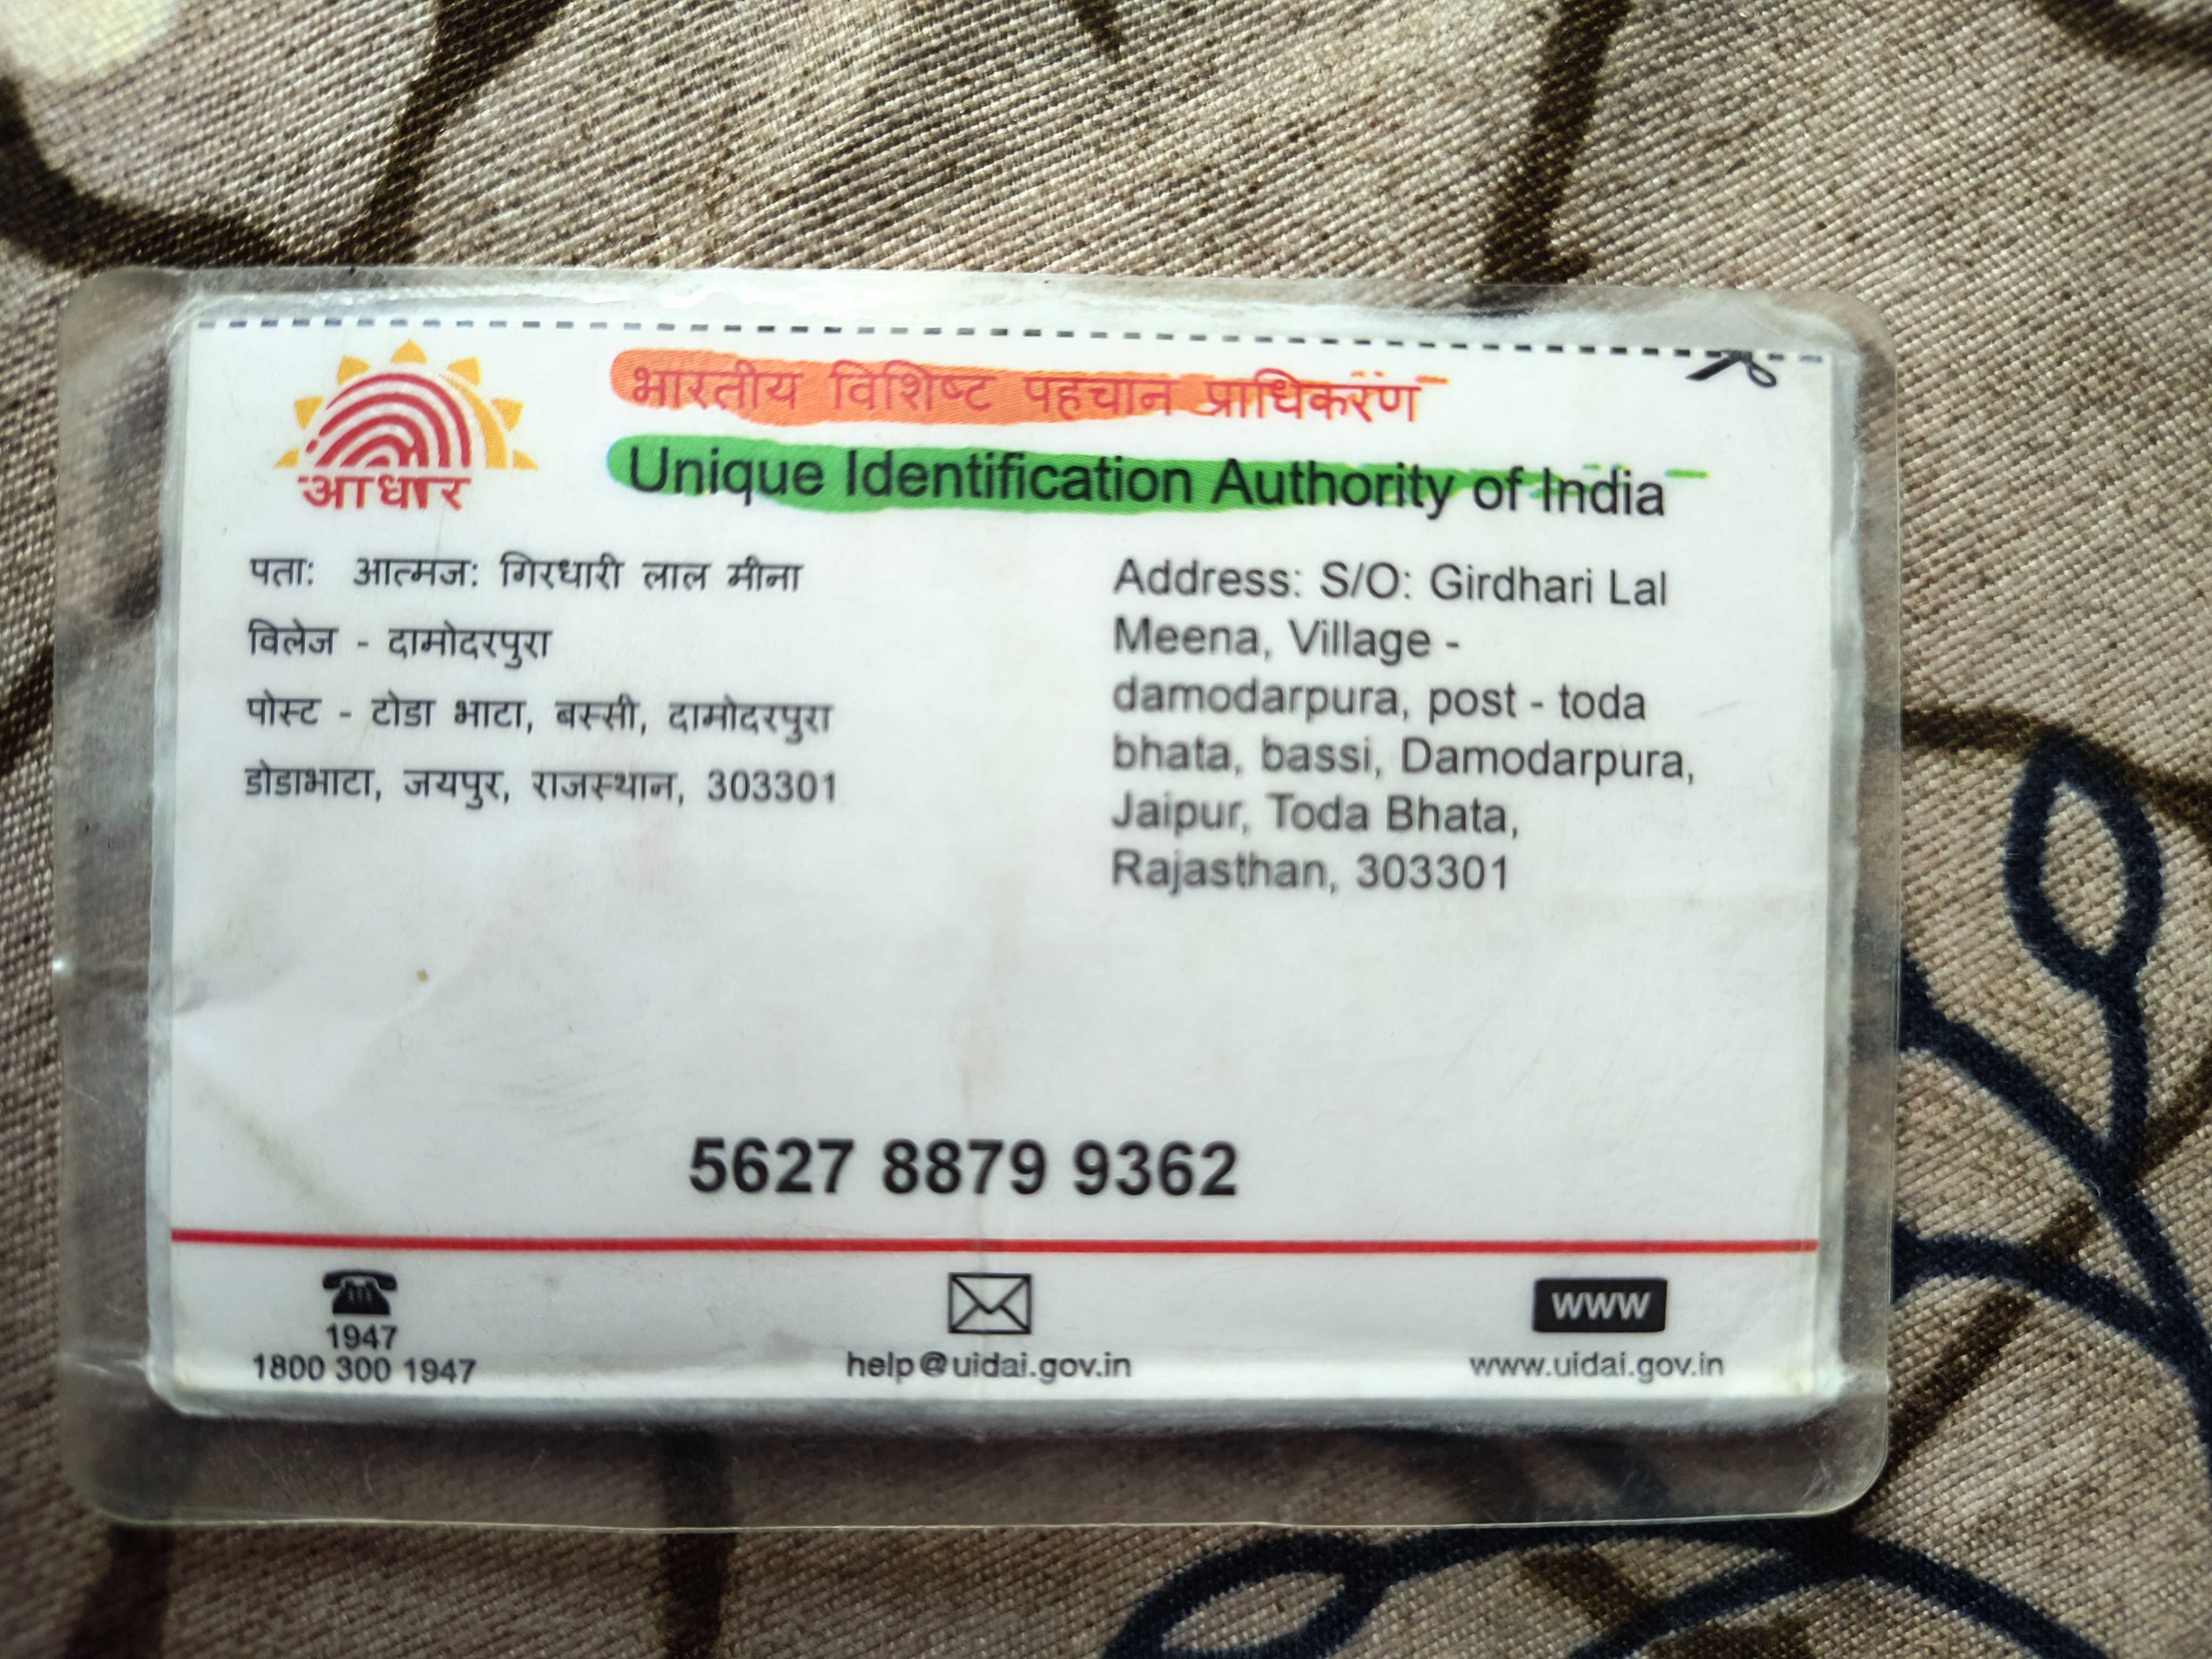 आधार
भारतीय विशिष्ट पहचान प्राधिकरण
Unique Identification Authority of India
पता: आत्मज: गिरधारी लाल मीना
विलेज - दामोदरपुरा
पोस्ट - टोडा भाटा, बस्सी, दामोदरपुरा
डोडाभाटा, जयपुर, राजस्थान, 303301
Address: S/O: Girdhari Lal
Meena, Village -
damodarpura, post - toda
bhata, bassi, Damodarpura,
Jaipur, Toda Bhata,
Rajasthan, 303301
5627 8879 9362
1947
1800 300 1947
help@uidai.gov.in
WWW
www.uidai.gov.in